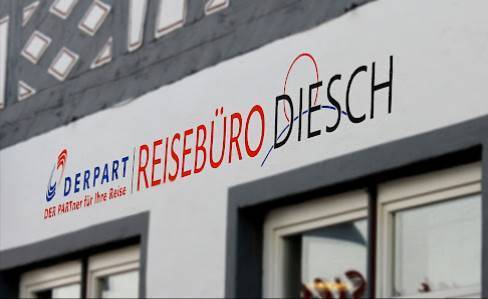 DERPART
DER PARTner für Ihre Reise
REISEBÜRO DIESCH